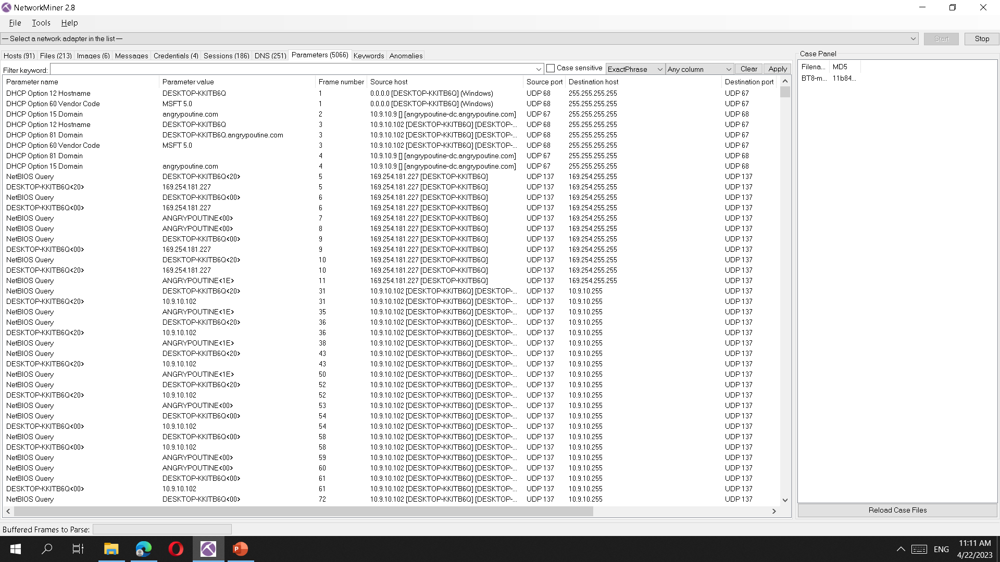 NetworkMiner 2.8
File Tools Help
--- Select a network adapter in the list ---
Start Stop
Hosts (91) Files (213) Images (6) Messages Credentials (4) Sessions (186) DNS (251) Parameters (5066) Keywords Anomalies
Case Panel
Filter keyword: Case sensitive ExactPhrase Any column Clear Apply
Filena... MD5
BT8-m... 11b84...
Parameter name Parameter value Frame number Source host Source port Destination host Destination port
DHCP Option 12 Hostname DESKTOP-KKITB6Q 1 0.0.0.0 [DESKTOP-KKITB6Q] (Windows) UDP 68 255.255.255.255 UDP 67
DHCP Option 60 Vendor Code MSFT 5.0 1 0.0.0.0 [DESKTOP-KKITB6Q] (Windows) UDP 68 255.255.255.255 UDP 67
DHCP Option 15 Domain angrypoutine.com 2 10.9.10.9 [] [angrypoutine-dc.angrypoutine.com] UDP 67 255.255.255.255 UDP 68
DHCP Option 12 Hostname DESKTOP-KKITB6Q 3 10.9.10.102 [DESKTOP-KKITB6Q] [DESKTOP-... UDP 68 255.255.255.255 UDP 67
DHCP Option 81 Domain DESKTOP-KKITB6Q.angrypoutine.com 3 10.9.10.102 [DESKTOP-KKITB6Q] [DESKTOP-... UDP 68 255.255.255.255 UDP 67
DHCP Option 60 Vendor Code MSFT 5.0 3 10.9.10.102 [DESKTOP-KKITB6Q] [DESKTOP-... UDP 68 255.255.255.255 UDP 67
DHCP Option 81 Domain 4 10.9.10.9 [] [angrypoutine-dc.angrypoutine.com] UDP 67 255.255.255.255 UDP 68
DHCP Option 15 Domain angrypoutine.com 4 10.9.10.9 [] [angrypoutine-dc.angrypoutine.com] UDP 67 255.255.255.255 UDP 68
NetBIOS Query DESKTOP-KKITB6Q<20> 5 169.254.181.227 [DESKTOP-KKITB6Q] UDP 137 169.254.255.255 UDP 137
DESKTOP-KKITB6Q<20> 169.254.181.227 5 169.254.181.227 [DESKTOP-KKITB6Q] UDP 137 169.254.255.255 UDP 137
NetBIOS Query DESKTOP-KKITB6Q<00> 6 169.254.181.227 [DESKTOP-KKITB6Q] UDP 137 169.254.255.255 UDP 137
DESKTOP-KKITB6Q<00> 169.254.181.227 6 169.254.181.227 [DESKTOP-KKITB6Q] UDP 137 169.254.255.255 UDP 137
NetBIOS Query ANGRYPOUTINE<00> 7 169.254.181.227 [DESKTOP-KKITB6Q] UDP 137 169.254.255.255 UDP 137
NetBIOS Query ANGRYPOUTINE<00> 8 169.254.181.227 [DESKTOP-KKITB6Q] UDP 137 169.254.255.255 UDP 137
NetBIOS Query DESKTOP-KKITB6Q<00> 9 169.254.181.227 [DESKTOP-KKITB6Q] UDP 137 169.254.255.255 UDP 137
DESKTOP-KKITB6Q<00> 169.254.181.227 9 169.254.181.227 [DESKTOP-KKITB6Q] UDP 137 169.254.255.255 UDP 137
NetBIOS Query DESKTOP-KKITB6Q<20> 10 169.254.181.227 [DESKTOP-KKITB6Q] UDP 137 169.254.255.255 UDP 137
DESKTOP-KKITB6Q<20> 169.254.181.227 10 169.254.181.227 [DESKTOP-KKITB6Q] UDP 137 169.254.255.255 UDP 137
NetBIOS Query ANGRYPOUTINE<1E> 11 169.254.181.227 [DESKTOP-KKITB6Q] UDP 137 169.254.255.255 UDP 137
NetBIOS Query DESKTOP-KKITB6Q<20> 31 10.9.10.102 [DESKTOP-KKITB6Q] [DESKTOP-... UDP 137 10.9.10.255 UDP 137
DESKTOP-KKITB6Q<20> 10.9.10.102 31 10.9.10.102 [DESKTOP-KKITB6Q] [DESKTOP-... UDP 137 10.9.10.255 UDP 137
NetBIOS Query ANGRYPOUTINE<1E> 35 10.9.10.102 [DESKTOP-KKITB6Q] [DESKTOP-... UDP 137 10.9.10.255 UDP 137
NetBIOS Query DESKTOP-KKITB6Q<20> 36 10.9.10.102 [DESKTOP-KKITB6Q] [DESKTOP-... UDP 137 10.9.10.255 UDP 137
DESKTOP-KKITB6Q<20> 10.9.10.102 36 10.9.10.102 [DESKTOP-KKITB6Q] [DESKTOP-... UDP 137 10.9.10.255 UDP 137
NetBIOS Query ANGRYPOUTINE<1E> 38 10.9.10.102 [DESKTOP-KKITB6Q] [DESKTOP-... UDP 137 10.9.10.255 UDP 137
NetBIOS Query DESKTOP-KKITB6Q<20> 43 10.9.10.102 [DESKTOP-KKITB6Q] [DESKTOP-... UDP 137 10.9.10.255 UDP 137
DESKTOP-KKITB6Q<20> 10.9.10.102 43 10.9.10.102 [DESKTOP-KKITB6Q] [DESKTOP-... UDP 137 10.9.10.255 UDP 137
NetBIOS Query ANGRYPOUTINE<1E> 50 10.9.10.102 [DESKTOP-KKITB6Q] [DESKTOP-... UDP 137 10.9.10.255 UDP 137
NetBIOS Query DESKTOP-KKITB6Q<20> 52 10.9.10.102 [DESKTOP-KKITB6Q] [DESKTOP-... UDP 137 10.9.10.255 UDP 137
DESKTOP-KKITB6Q<20> 10.9.10.102 52 10.9.10.102 [DESKTOP-KKITB6Q] [DESKTOP-... UDP 137 10.9.10.255 UDP 137
NetBIOS Query ANGRYPOUTINE<00> 53 10.9.10.102 [DESKTOP-KKITB6Q] [DESKTOP-... UDP 137 10.9.10.255 UDP 137
NetBIOS Query DESKTOP-KKITB6Q<00> 54 10.9.10.102 [DESKTOP-KKITB6Q] [DESKTOP-... UDP 137 10.9.10.255 UDP 137
DESKTOP-KKITB6Q<00> 10.9.10.102 54 10.9.10.102 [DESKTOP-KKITB6Q] [DESKTOP-... UDP 137 10.9.10.255 UDP 137
NetBIOS Query DESKTOP-KKITB6Q<00> 58 10.9.10.102 [DESKTOP-KKITB6Q] [DESKTOP-... UDP 137 10.9.10.255 UDP 137
DESKTOP-KKITB6Q<00> 10.9.10.102 58 10.9.10.102 [DESKTOP-KKITB6Q] [DESKTOP-... UDP 137 10.9.10.255 UDP 137
NetBIOS Query ANGRYPOUTINE<00> 59 10.9.10.102 [DESKTOP-KKITB6Q] [DESKTOP-... UDP 137 10.9.10.255 UDP 137
NetBIOS Query ANGRYPOUTINE<00> 60 10.9.10.102 [DESKTOP-KKITB6Q] [DESKTOP-... UDP 137 10.9.10.255 UDP 137
NetBIOS Query DESKTOP-KKITB6Q<00> 61 10.9.10.102 [DESKTOP-KKITB6Q] [DESKTOP-... UDP 137 10.9.10.255 UDP 137
DESKTOP-KKITB6Q<00> 10.9.10.102 61 10.9.10.102 [DESKTOP-KKITB6Q] [DESKTOP-... UDP 137 10.9.10.255 UDP 137
NetBIOS Query DESKTOP-KKITB6Q<00> 72 10.9.10.102 [DESKTOP-KKITB6Q] [DESKTOP-... UDP 137 10.9.10.255 UDP 137
Reload Case Files
Buffered Frames to Parse:
ENG
11:11 AM
4/22/2023